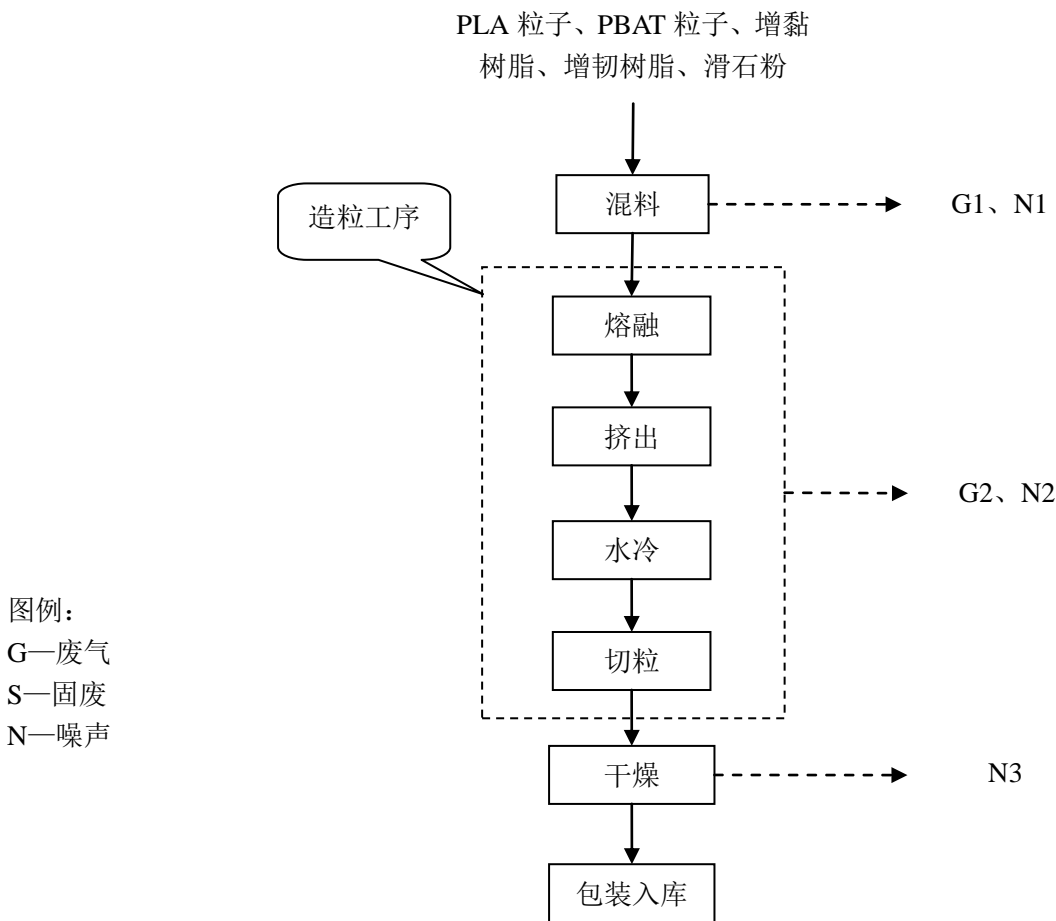 PLA 粒子、PBAT 粒子、增黏
树脂、增韧树脂、滑石粉
混料
G1、N1
造粒工序
熔融
挤出
G2、N2
水冷
切粒
图例：
G—废气
S—固废
N—噪声
干燥
N3
包装入库